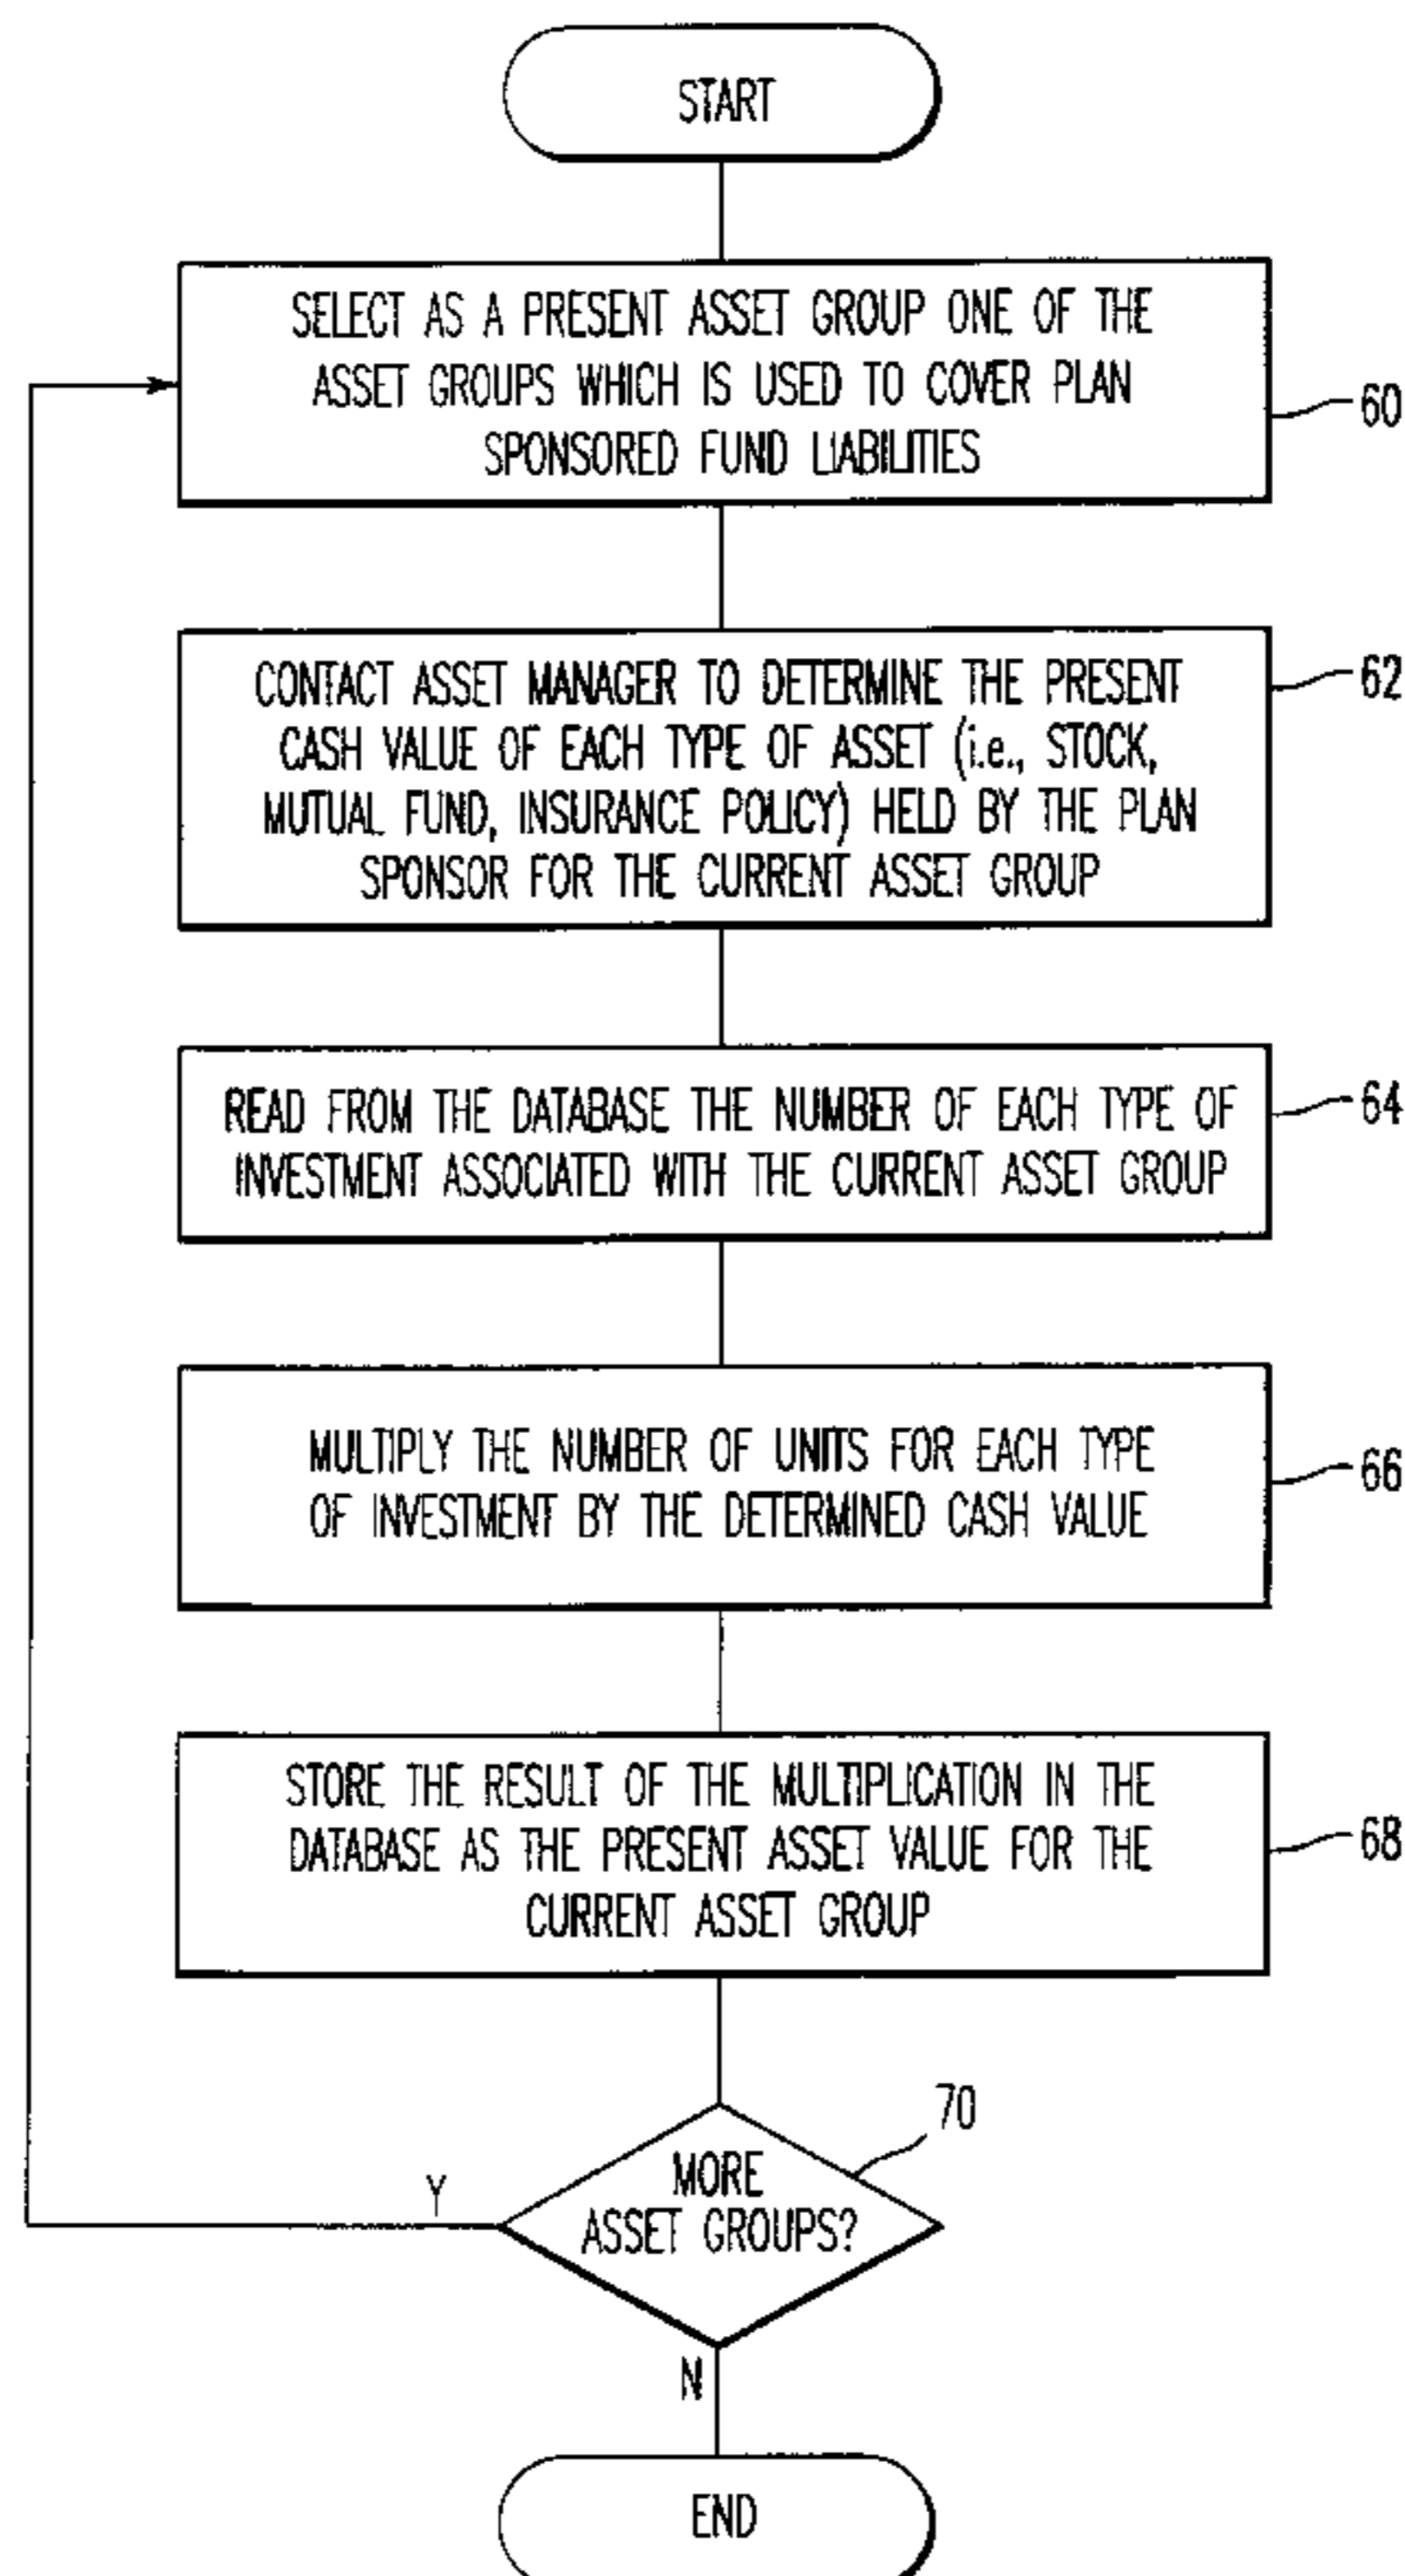 START
SELECT AS A PRESENT ASSET GROUP ONE OF THE
ASSET GROUPS WHICH IS USED TO COVER PLAN
SPONSORED FUND LIABILITIES
60
CONTACT ASSET MANAGER TO DETERMINE THE PRESENT
CASH VALUE OF EACH TYPE OF ASSET (i.e., STOCK,
MUTUAL FUND, INSURANCE POLICY) HELD BY THE PLAN
SPONSOR FOR THE CURRENT ASSET GROUP
62
READ FROM THE DATABASE THE NUMBER OF EACH TYPE OF
INVESTMENT ASSOCIATED WITH THE CURRENT ASSET GROUP
64
MULTIPLY THE NUMBER OF UNITS FOR EACH TYPE
OF INVESTMENT BY THE DETERMINED CASH VALUE
66
STORE THE RESULT OF THE MULTIPLICATION IN THE
DATABASE AS THE PRESENT ASSET VALUE FOR THE
CURRENT ASSET GROUP
68
70
MORE
ASSET GROUPS?
Y
N
END